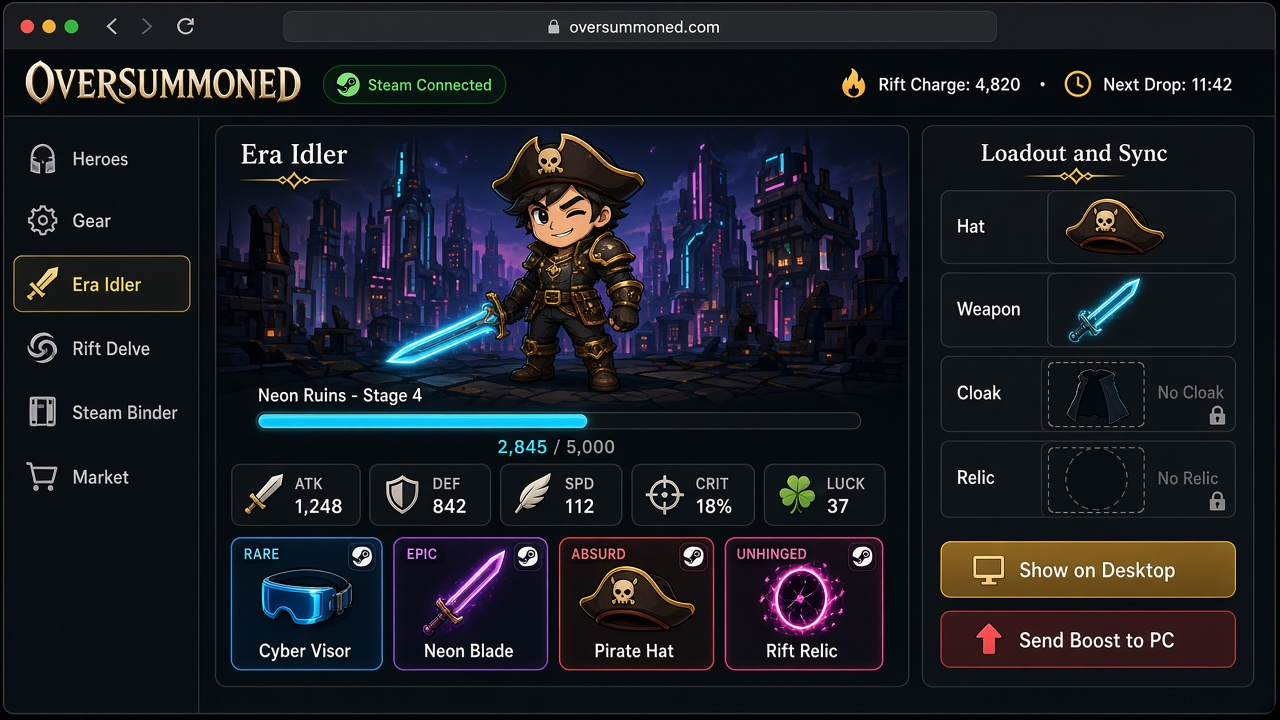 oversummoned.com
OVERSUMMONED
Steam Connected
Rift Charge: 4,820 • Next Drop: 11:42
Heroes
Gear
Era Idler
Rift Delve
Steam Binder
Market
Era Idler
Neon Ruins - Stage 4
2,845 / 5,000
ATK
1,248
DEF
842
SPD
112
CRIT
18%
LUCK
37
RARE
Cyber Visor
EPIC
Neon Blade
ABSURD
Pirate Hat
UNHINGED
Rift Relic
Loadout and Sync
Hat
Weapon
Cloak
No Cloak
Relic
No Relic
Show on Desktop
Send Boost to PC